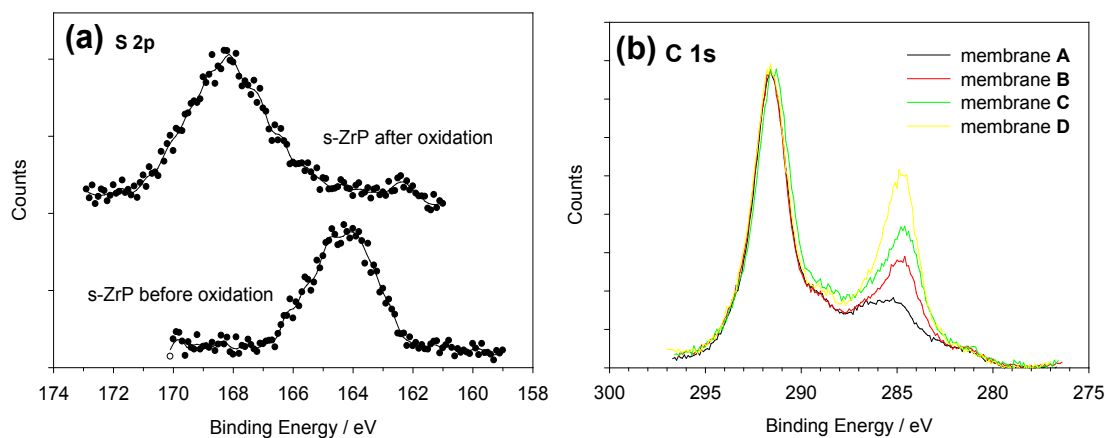 (a) S 2p
s-ZrP after oxidation
s-ZrP before oxidation
Counts
174 172 170 168 166 164 162 160 158
Binding Energy / eV
(b) C 1s
membrane A
membrane B
membrane C
membrane D
Counts
300 295 290 285 280 275
Binding Energy / eV